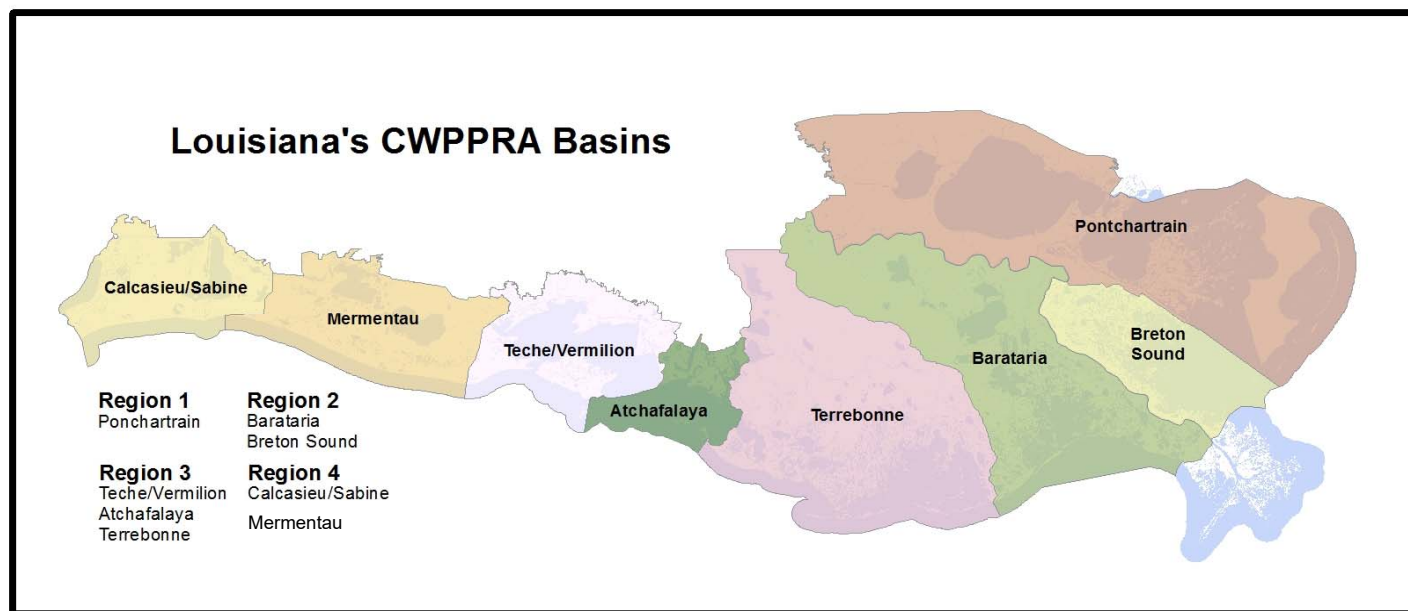 Louisiana's CWPPRA Basins
Pontchartrain
Calcasieu/Sabine
Mermentau
Teche/Vermilion
Breton
Sound
Barataria
Atchafalaya
Terrebonne
Region 1
Ponchartrain
Region 2
Barataria
Breton Sound
Region 3
Teche/Vermilion
Atchafalaya
Terrebonne
Region 4
Calcasieu/Sabine
Mermentau